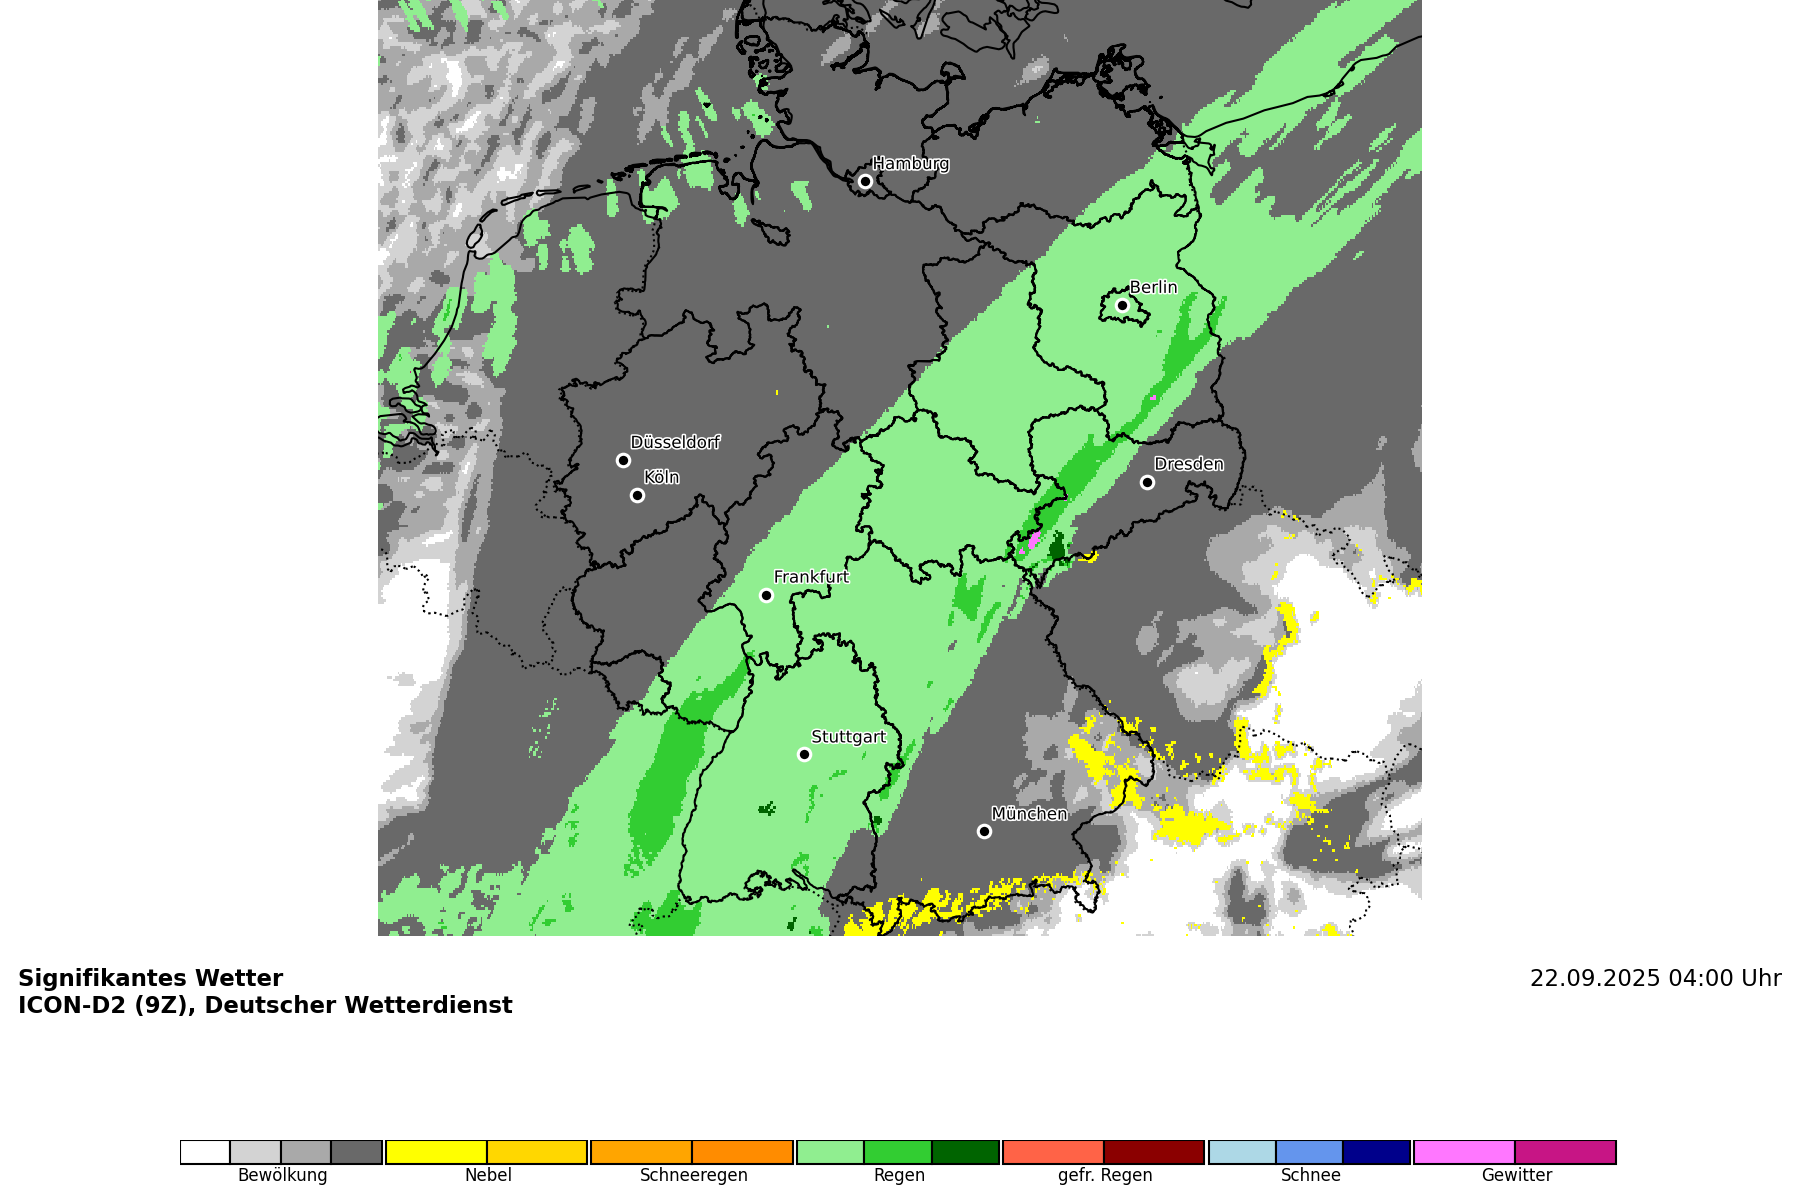 Hamburg
Berlin
Düsseldorf
Köln
Dresden
Frankfurt
Stuttgart
München
Signifikantes Wetter
22.09.2025 04:00 Uhr
ICON-D2 (9Z), Deutscher Wetterdienst
Bewölkung
Nebel
Schneeregen
Regen
gefr. Regen
Schnee
Gewitter